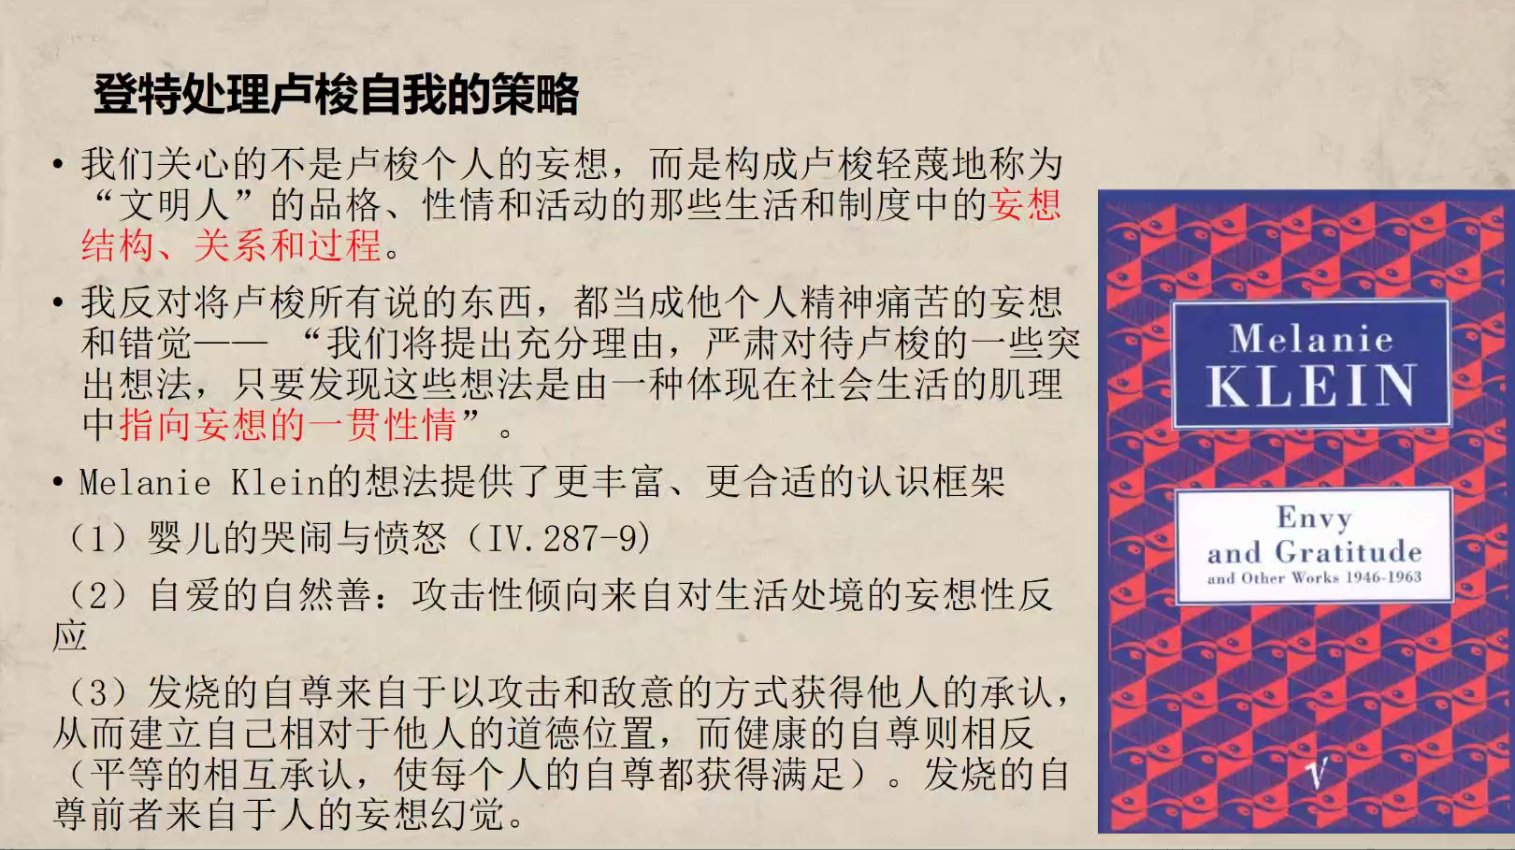 登特处理卢梭自我的策略
• 我们关心的不是卢梭个人的妄想，而是构成卢梭轻蔑地称为
“文明人”的品格、性情和活动的那些生活和制度中的妄想
结构、关系和过程。
• 我反对将卢梭所有说的东西，都当成他个人精神痛苦的妄想
和错觉—— “我们将提出充分理由，严肃对待卢梭的一些突
出想法，只要发现这些想法是由一种体现在社会生活的肌理
中指向妄想的一贯性情”。
• Melanie Klein的想法提供了更丰富、更合适的认识框架
（1）婴儿的哭闹与愤怒（IV.287-9)
（2）自爱的自然善：攻击性倾向来自对生活处境的妄想性反
应
（3）发烧的自尊来自于以攻击和敌意的方式获得他人的承认，
从而建立自己相对于他人的道德位置，而健康的自尊则相反
（平等的相互承认，使每个人的自尊都获得满足）。发烧的自
尊前者来自于人的妄想幻觉。
Melanie
KLEIN
Envy
and Gratitude
and Other Works 1946-1963
V